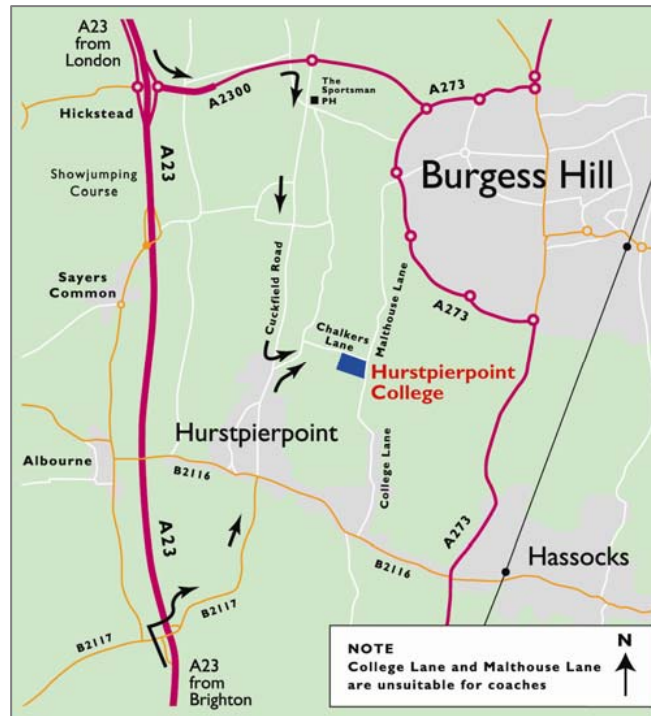 A23
from
London
A2300
The
Sportsman
PH
A273
Hickstead
A23
Showjumping
Course
Burgess Hill
Cuckfield Road
Malthouse Lane
Sayers
Common
A273
Chalkers
Lane
Hurstpierpoint
College
Hurstpierpoint
Albourne
B2116
College Lane
A23
A273
Hassocks
B2116
B2117
B2117
A23
from
Brighton
NOTE
College Lane and Malthouse Lane
are unsuitable for coaches
N